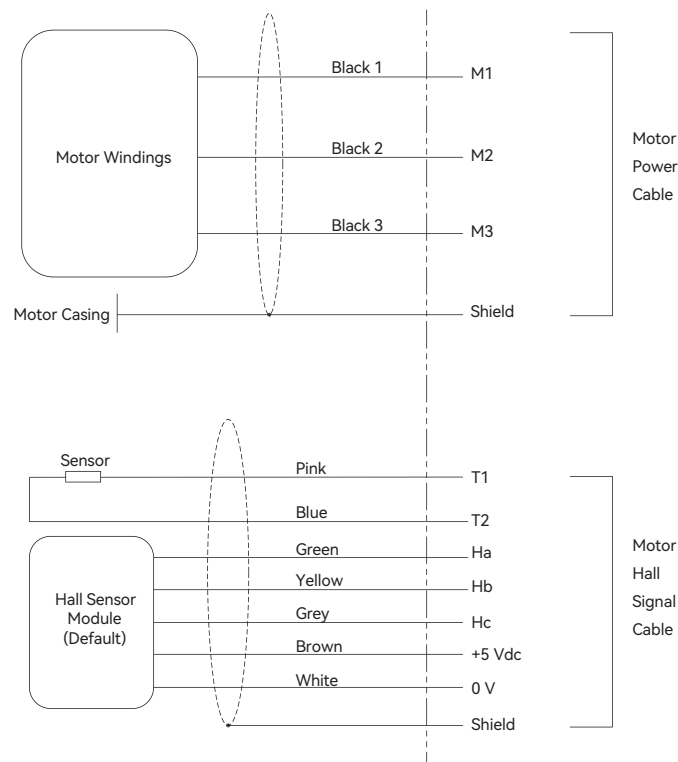 Motor Windings
Black 1
M1
Black 2
M2
Black 3
M3
Motor Casing
Shield
Motor
Power
Cable
Sensor
Pink
T1
Blue
T2
Hall Sensor
Module
(Default)
Green
Ha
Yellow
Hb
Grey
Hc
Brown
+5 Vdc
White
0 V
Shield
Motor
Hall
Signal
Cable